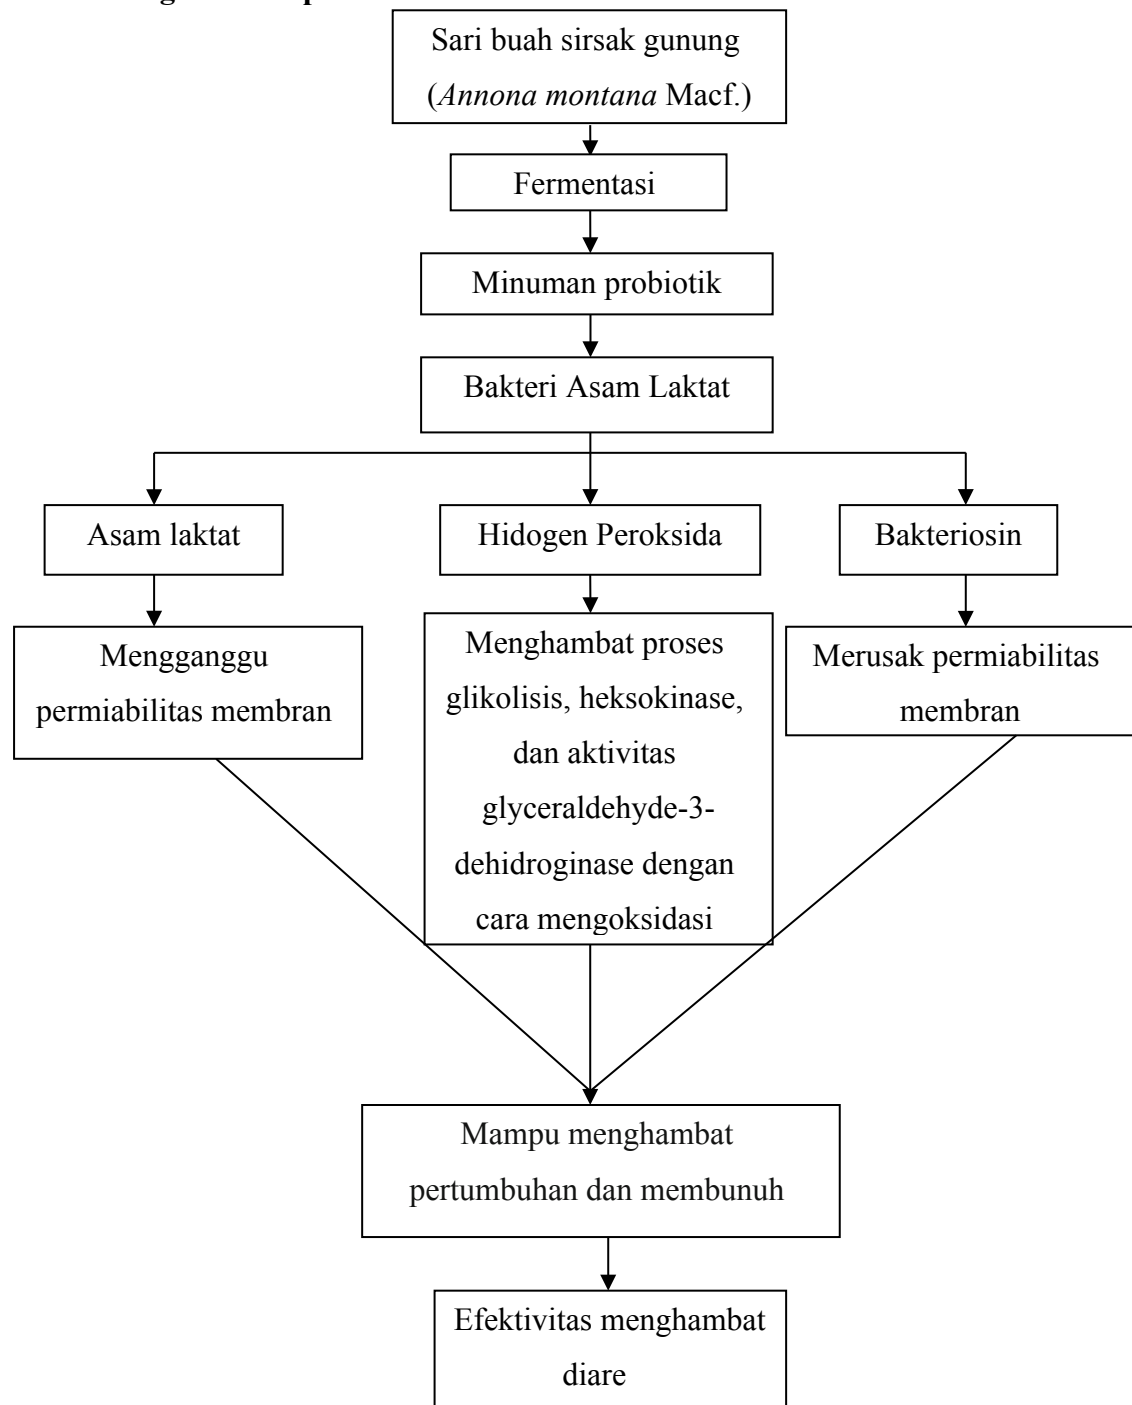 Sari buah sirsak gunung
(Annona montana Macf.)
Fermentasi
Minuman probiotik
Bakteri Asam Laktat
Asam laktat
Hidogen Peroksida
Bakteriosin
Mengganggu
permiabilitas membran
Menghambat proses
glikolisis, heksokinase,
dan aktivitas
glyceraldehyde-3-
dehidroginase dengan
cara mengoksidasi
Merusak permiabilitas
membran
Mampu menghambat
pertumbuhan dan membunuh
Efektivitas menghambat
diare